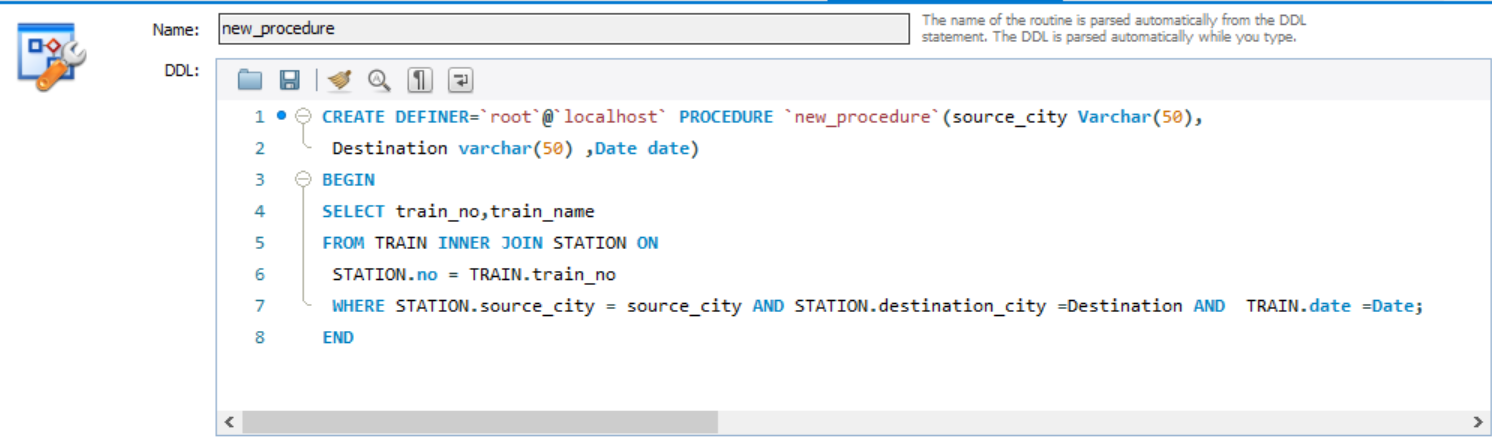 Name: new_procedure The name of the routine is parsed automatically from the DDL
statement. The DDL is parsed automatically while you type.
DDL:
1 CREATE DEFINER=`root`@`localhost` PROCEDURE `new_procedure`(source_city Varchar(50),
2 Destination varchar(50) ,Date date)
3 BEGIN
4 SELECT train_no,train_name
5 FROM TRAIN INNER JOIN STATION ON
6 STATION.no = TRAIN.train_no
7 WHERE STATION.source_city = source_city AND STATION.destination_city =Destination AND  TRAIN.date =Date;
8 END